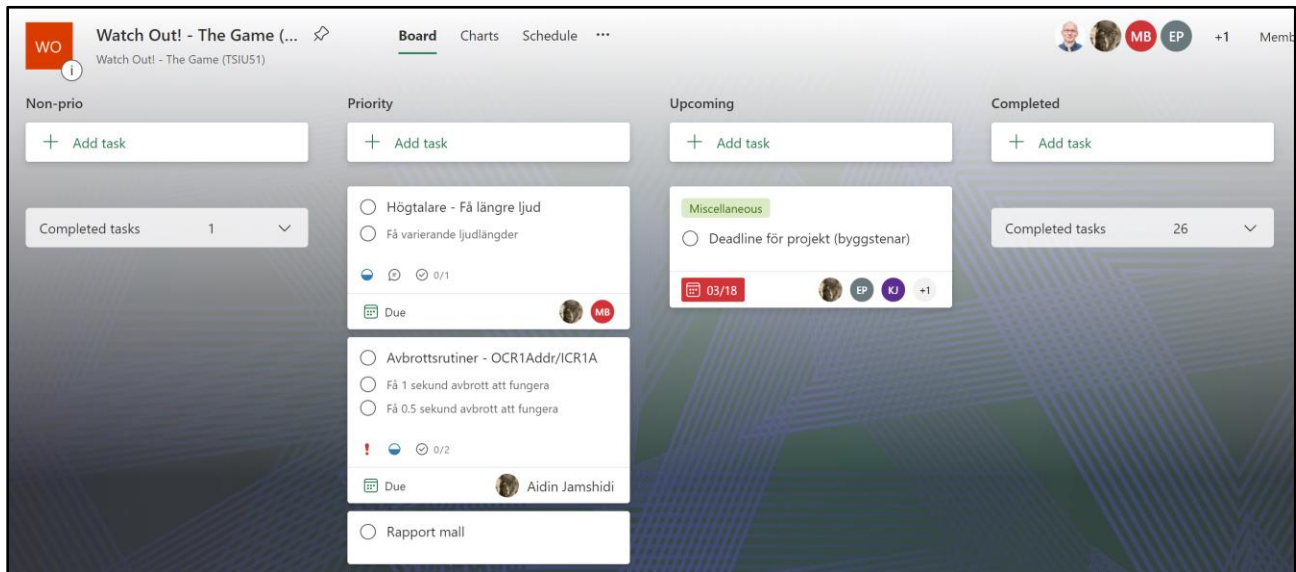 WO
Watch Out! - The Game (...
Watch Out! - The Game (TSIU51)
i
Board Charts Schedule ...
MB EP +1 Memb
Non-prio
+ Add task
Completed tasks 1
Priority
+ Add task
Högtalare - Få längre ljud
Få varierande ljudlängder
0/1
Due MB
Avbrottsrutiner - OCR1Addr/ICR1A
Få 1 sekund avbrott att fungera
Få 0.5 sekund avbrott att fungera
! 0/2
Due Aidin Jamshidi
Rapport mall
Upcoming
+ Add task
Miscellaneous
Deadline för projekt (byggstenar)
03/18 EP KJ +1
Completed
+ Add task
Completed tasks 26